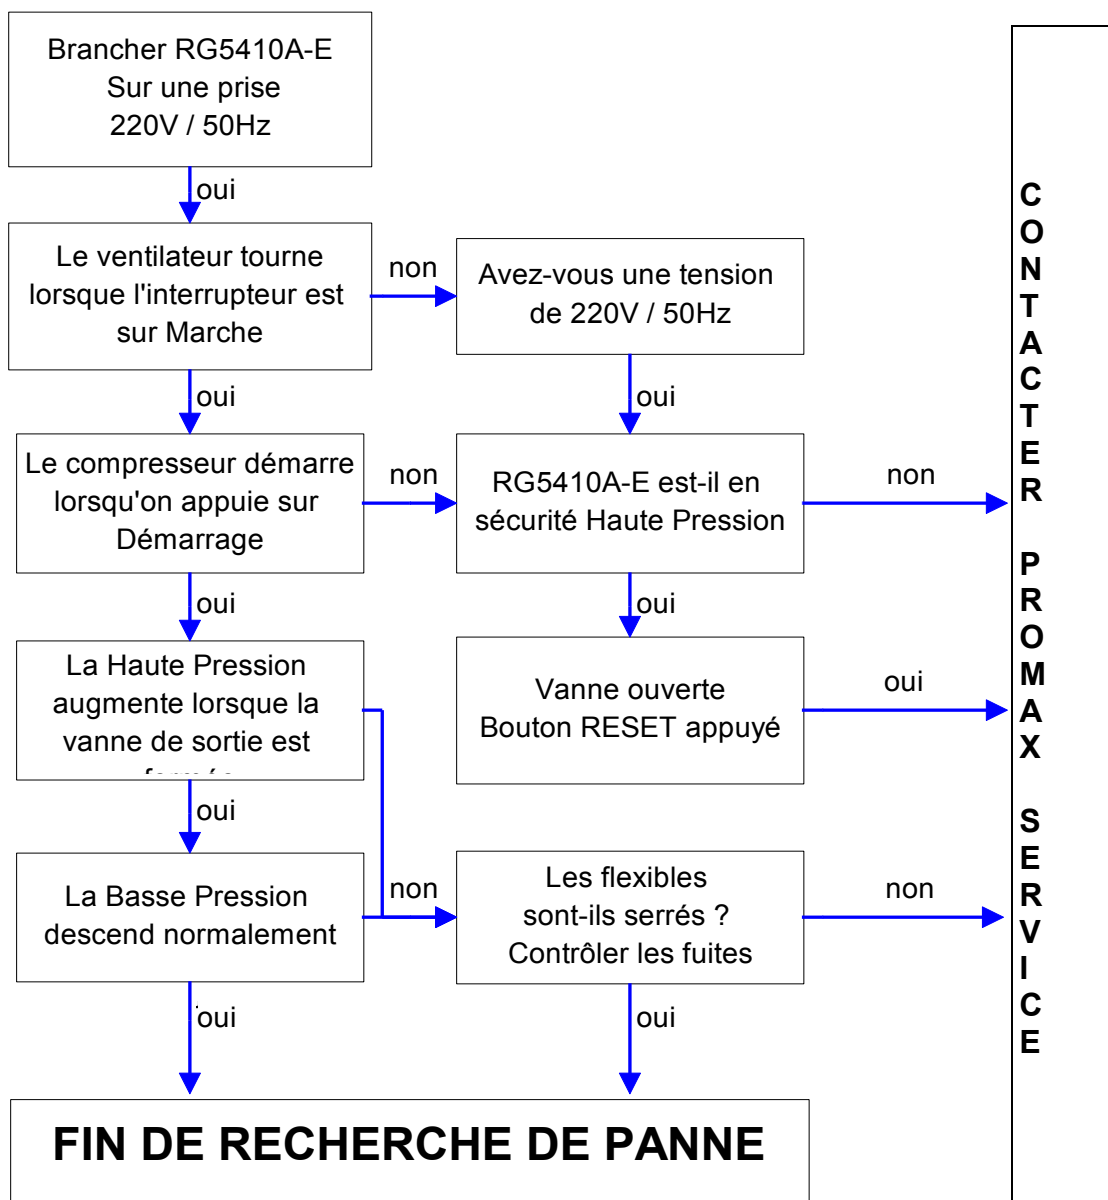 Brancher RG5410A-E
Sur une prise
220V / 50Hz
oui
Le ventilateur tourne
lorsque l'interrupteur est
sur Marche
non
Avez-vous une tension
de 220V / 50Hz
oui
oui
Le compresseur démarre
lorsqu'on appuie sur
Démarrage
non
RG5410A-E est-il en
sécurité Haute Pression
non
oui
oui
La Haute Pression
augmente lorsque la
vanne de sortie est
Vanne ouverte
Bouton RESET appuyé
oui
oui
La Basse Pression
descend normalement
non
Les flexibles
sont-ils serrés ?
Contrôler les fuites
non
oui
oui
FIN DE RECHERCHE DE PANNE
CONTACTER PROMAX SERVICE